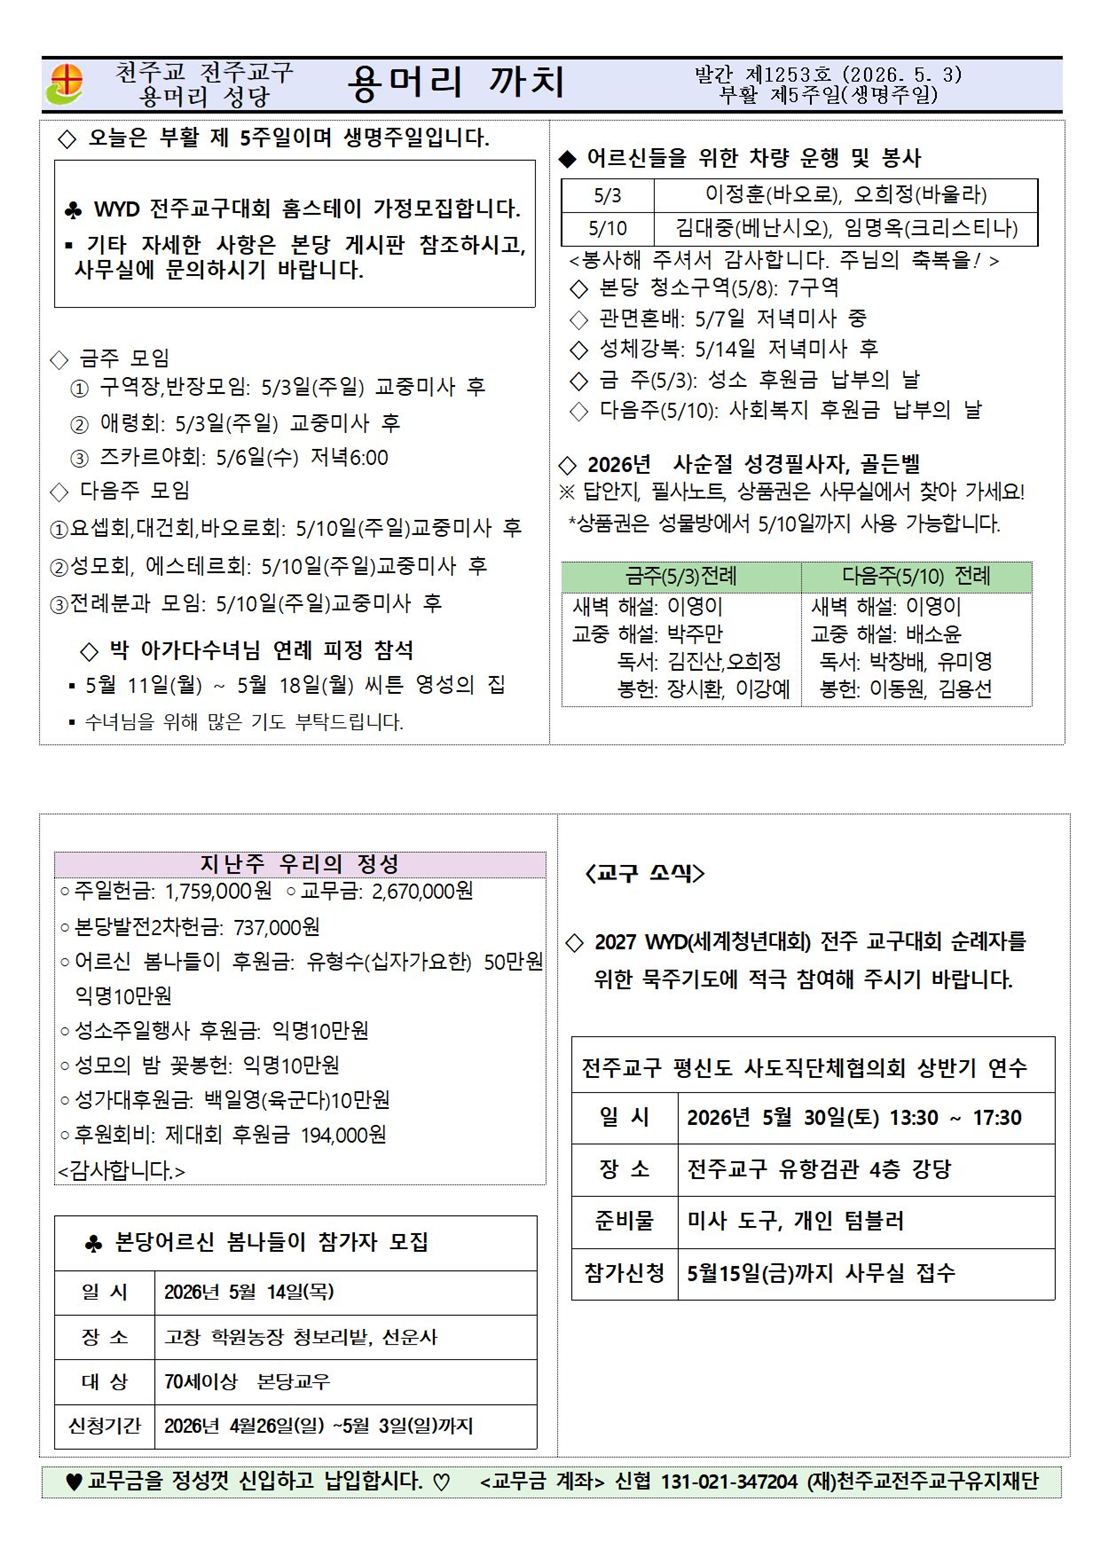 천주교 전주교구
용머리 성당
용머리 까치
발간 제1253호 (2026. 5. 3)
부활 제5주일(생명주일)
◇ 오늘은 부활 제 5주일이며 생명주일입니다.
♣ WYD 전주교구대회 홈스테이 가정모집합니다.
▪ 기타 자세한 사항은 본당 게시판 참조하시고,
사무실에 문의하시기 바랍니다.
◇ 금주 모임
① 구역장,반장모임: 5/3일(주일) 교중미사 후
② 애령회: 5/3일(주일) 교중미사 후
③ 즈카르야회: 5/6일(수) 저녁6:00
◇ 다음주 모임
①요셉회,대건회,바오로회: 5/10일(주일)교중미사 후
②성모회, 에스테르회: 5/10일(주일)교중미사 후
③전례분과 모임: 5/10일(주일)교중미사 후
◇ 박 아가다수녀님 연례 피정 참석
▪ 5월 11일(월) ~ 5월 18일(월) 씨튼 영성의 집
▪ 수녀님을 위해 많은 기도 부탁드립니다.
◆ 어르신들을 위한 차량 운행 및 봉사
5/3 이정훈(바오로), 오희정(바울라)
5/10 김대중(베난시오), 임명옥(크리스티나)
<봉사해 주셔서 감사합니다. 주님의 축복을! >
◇ 본당 청소구역(5/8): 7구역
◇ 관면혼배: 5/7일 저녁미사 중
◇ 성체강복: 5/14일 저녁미사 후
◇ 금 주(5/3): 성소 후원금 납부의 날
◇ 다음주(5/10): 사회복지 후원금 납부의 날
◇ 2026년 사순절 성경필사자, 골든벨
※ 답안지, 필사노트, 상품권은 사무실에서 찾아 가세요!
*상품권은 성물방에서 5/10일까지 사용 가능합니다.
금주(5/3)전례 다음주(5/10) 전례
새벽 해설: 이영이 새벽 해설: 이영이
교중 해설: 박주만 교중 해설: 배소윤
독서: 김진산,오희정 독서: 박창배, 유미영
봉헌: 장시환, 이강예 봉헌: 이동원, 김용선
지난주 우리의 정성
○ 주일헌금: 1,759,000원 ○ 교무금: 2,670,000원
○ 본당발전2차헌금: 737,000원
○ 어르신 봄나들이 후원금: 유형수(십자가요한) 50만원
익명10만원
○ 성소주일행사 후원금: 익명10만원
○ 성모의 밤 꽃봉헌: 익명10만원
○ 성가대후원금: 백일영(육군다)10만원
○ 후원회비: 제대회 후원금 194,000원
<감사합니다.>
♣ 본당어르신 봄나들이 참가자 모집
일 시 2026년 5월 14일(목)
장 소 고창 학원농장 청보리밭, 선운사
대 상 70세이상 본당교우
신청기간 2026년 4월26일(일) ~5월 3일(일)까지
<교구 소식>
◇ 2027 WYD(세계청년대회) 전주 교구대회 순례자를
위한 묵주기도에 적극 참여해 주시기 바랍니다.
전주교구 평신도 사도직단체협의회 상반기 연수
일 시 2026년 5월 30일(토) 13:30 ~ 17:30
장 소 전주교구 유항검관 4층 강당
준비물 미사 도구, 개인 텀블러
참가신청 5월15일(금)까지 사무실 접수
♥ 교무금을 정성껏 신입하고 납입합시다. ♡ <교무금 계좌> 신협 131-021-347204 (재)천주교전주교구유지재단